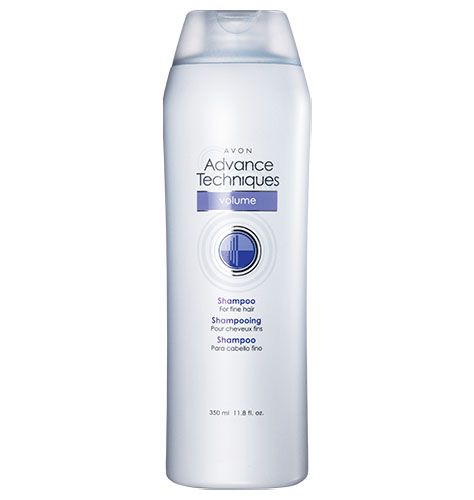 AVON
Advance
Techniques
volume
Shampoo
For fine hair
Shampooing
Pour cheveux fins
Shampoo
Para cabello fino
350 ml 11.8 fl. oz.